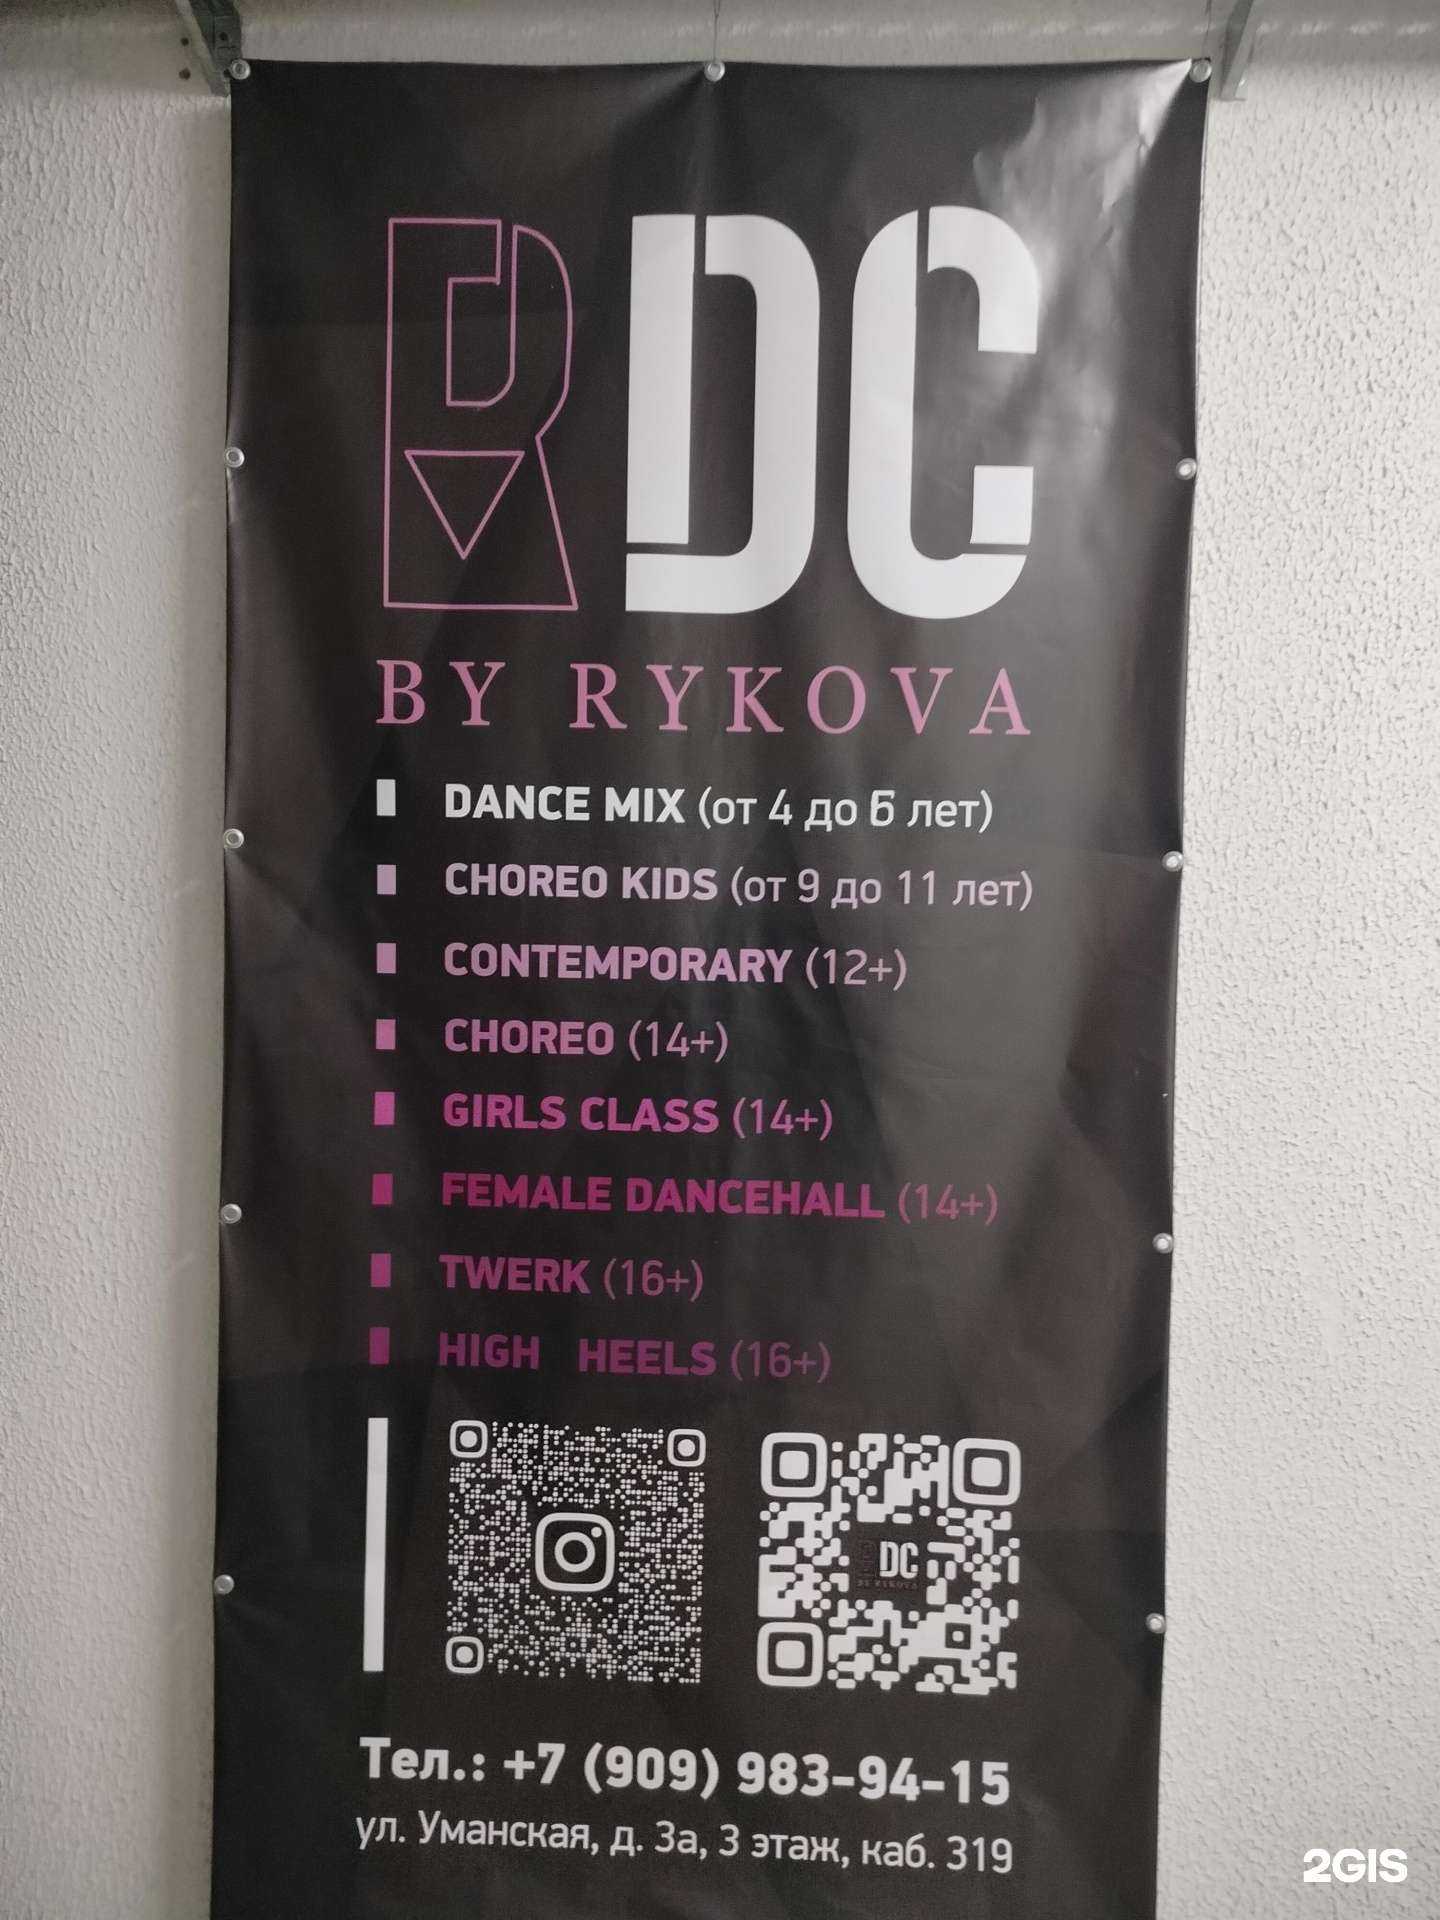 RDC
BY RYKOVA
DANCE MIX (от 4 до 6 лет)
CHOREO KIDS (от 9 до 11 лет)
CONTEMPORARY (12+)
CHOREO (14+)
GIRLS CLASS (14+)
FEMALE DANCEHALL (14+)
TWERK (16+)
HIGH HEELS (16+)
DC
BY RYKOVA
Тел.: +7 (909) 983-94-15
ул. Уманская, д. 3а, 3 этаж, каб. 319
2GIS